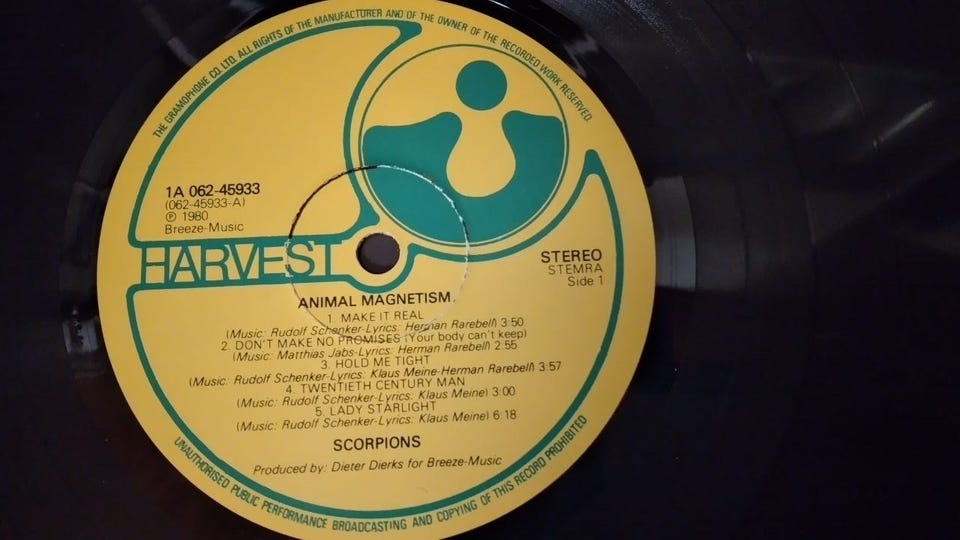 THE GRAMOPHONE CO. LTD. ALL RIGHTS OF THE MANUFACTURER AND OF THE OWNER OF THE RECORDED WORK RESERVED.
1A 062-45933
(062-45933-A)
Ⓟ 1980
Breeze-Music
HARVEST
STEREO
STEMRA
Side 1
ANIMAL MAGNETISM
1. MAKE IT REAL
(Music: Rudolf Schenker-Lyrics: Herman Rarebell) 3:50
2. DON'T MAKE NO PROMISES (Your body can't keep)
(Music: Matthias Jabs-Lyrics: Herman Rarebell) 2:55
3. HOLD ME TIGHT
(Music: Rudolf Schenker-Lyrics: Klaus Meine-Herman Rarebell) 3:57
4. TWENTIETH CENTURY MAN
(Music: Rudolf Schenker-Lyrics: Klaus Meine) 3:00
5. LADY STARLIGHT
(Music: Rudolf Schenker-Lyrics: Klaus Meine) 6:18
SCORPIONS
Produced by: Dieter Dierks for Breeze-Music
UNAUTHORISED PUBLIC PERFORMANCE BROADCASTING AND COPYING OF THIS RECORD PROHIBITED